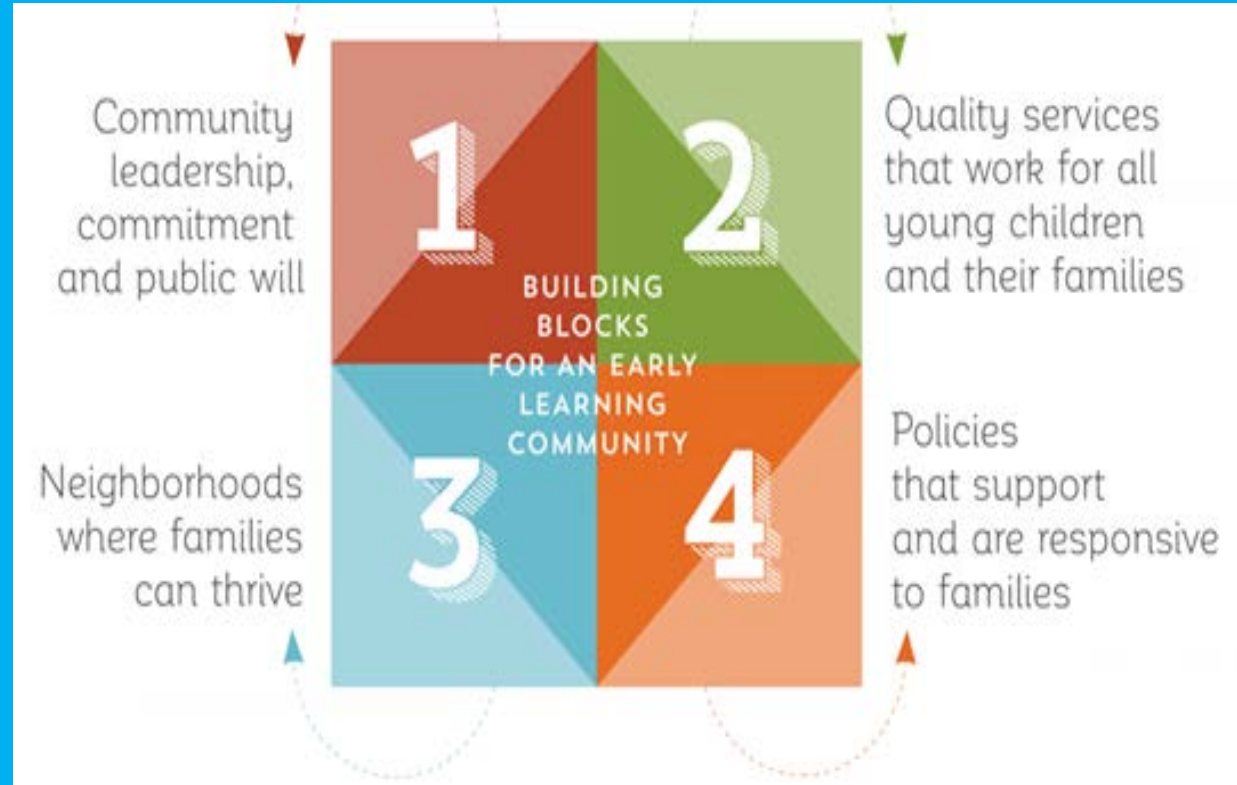 Community
leadership,
commitment
and public will
1
2
Quality services
that work for all
young children
and their families
BUILDING
BLOCKS
FOR AN EARLY
LEARNING
COMMUNITY
Neighborhoods
where families
can thrive
3
4
Policies
that support
and are responsive
to families